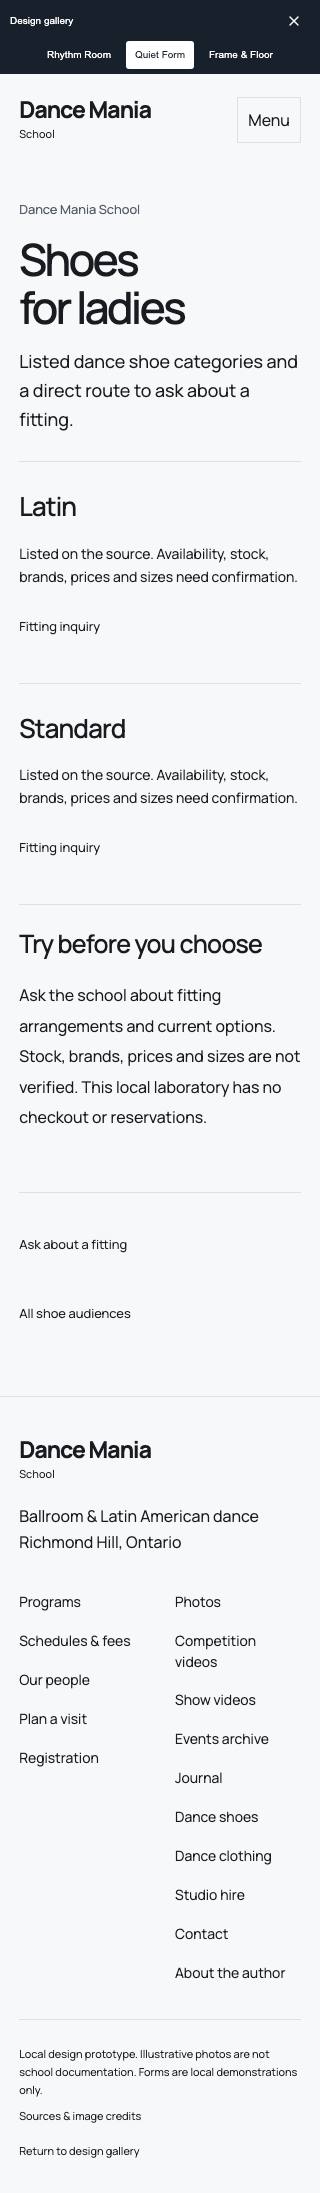 Design gallery
Rhythm Room
Quiet Form
Frame & Floor
Dance Mania
School
Menu
Dance Mania School
Shoes
for ladies
Listed dance shoe categories and
a direct route to ask about a
fitting.
Latin
Listed on the source. Availability, stock,
brands, prices and sizes need confirmation.
Fitting inquiry
Standard
Listed on the source. Availability, stock,
brands, prices and sizes need confirmation.
Fitting inquiry
Try before you choose
Ask the school about fitting
arrangements and current options.
Stock, brands, prices and sizes are not
verified. This local laboratory has no
checkout or reservations.
Ask about a fitting
All shoe audiences
Dance Mania
School
Ballroom & Latin American dance
Richmond Hill, Ontario
Programs
Schedules & fees
Our people
Plan a visit
Registration
Photos
Competition
videos
Show videos
Events archive
Journal
Dance shoes
Dance clothing
Studio hire
Contact
About the author
Local design prototype. Illustrative photos are not
school documentation. Forms are local demonstrations
only.
Sources & image credits
Return to design gallery